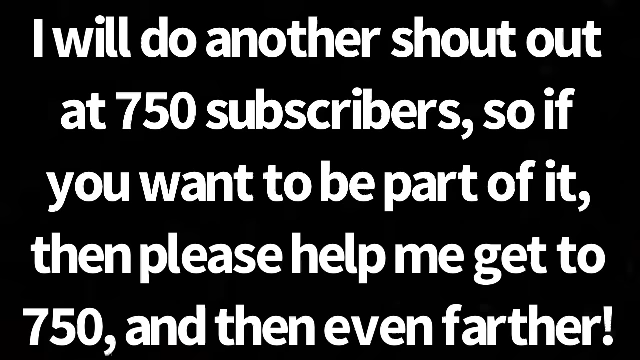 I will do another shout out
at 750 subscribers, so if
you want to be part of it,
then please help me get to
750, and then even farther!